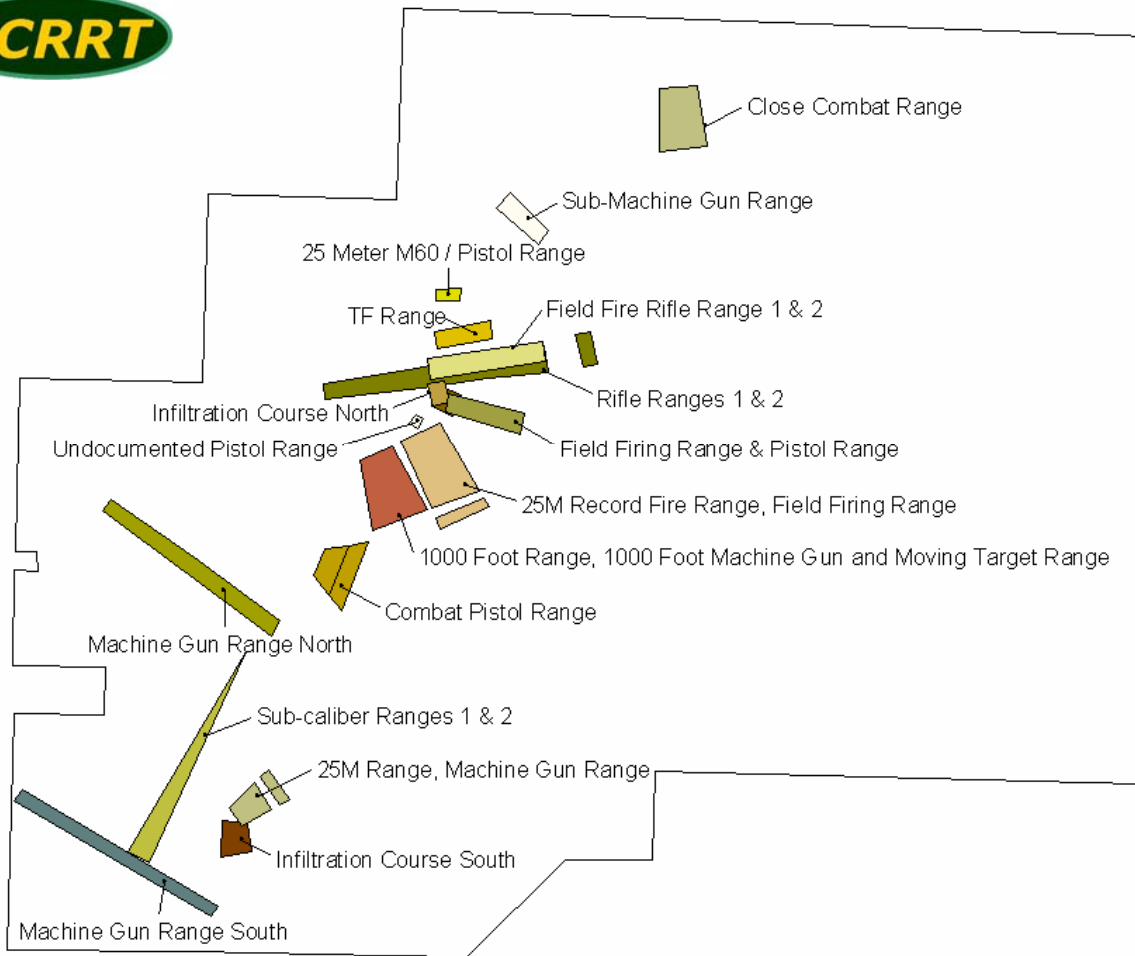 CRRT
Close Combat Range
Sub-Machine Gun Range
25 Meter M60 / Pistol Range
TF Range
Field Fire Rifle Range 1 & 2
Rifle Ranges 1 & 2
Infiltration Course North
Undocumented Pistol Range
Field Firing Range & Pistol Range
25M Record Fire Range, Field Firing Range
1000 Foot Range, 1000 Foot Machine Gun and Moving Target Range
Combat Pistol Range
Machine Gun Range North
Sub-caliber Ranges 1 & 2
25M Range, Machine Gun Range
Infiltration Course South
Machine Gun Range South